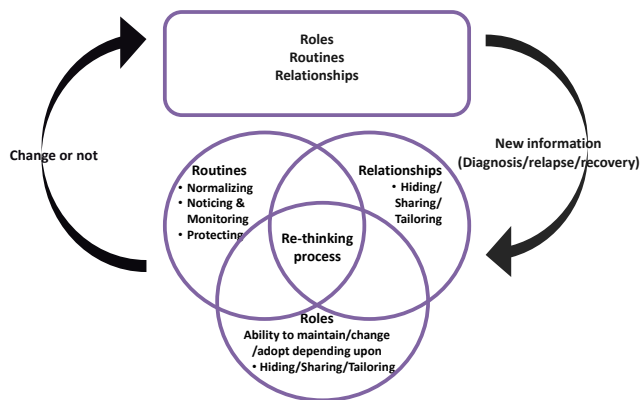 Roles
Routines
Relationships
Change or not
New information
(Diagnosis/relapse/recovery)
Routines
• Normalizing
• Noticing &
Monitoring
• Protecting
Relationships
• Hiding/
Sharing/
Tailoring
Re-thinking
process
Roles
Ability to maintain/change
/adopt depending upon
• Hiding/Sharing/Tailoring